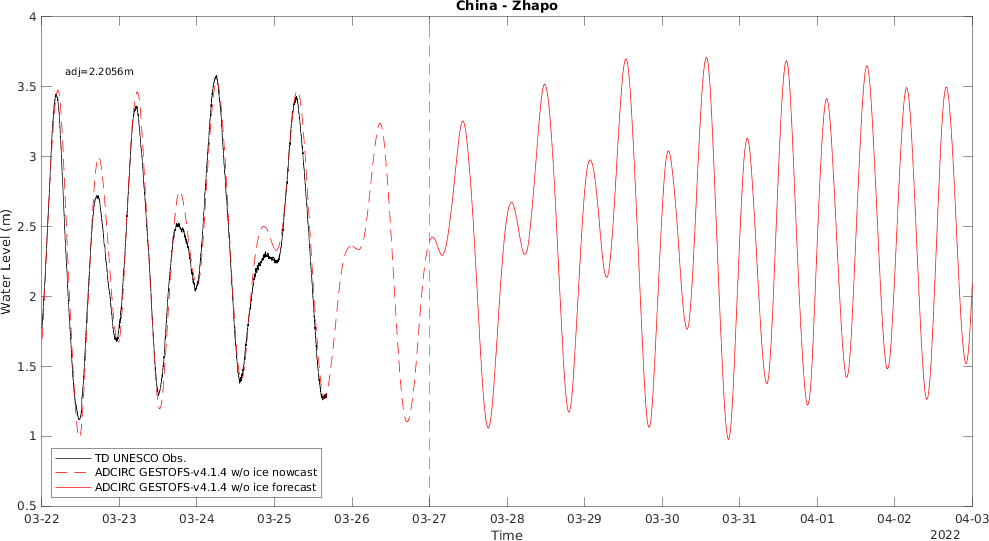 China - Zhapo
4
adj=2.2056m
3.5
3
2.5
Water Level (m)
2
1.5
1
TD UNESCO Obs.
ADCIRC GESTOFS-v4.1.4 w/o ice nowcast
ADCIRC GESTOFS-v4.1.4 w/o ice forecast
0.5
03-22 03-23 03-24 03-25 03-26 03-27 03-28 03-29 03-30 03-31 04-01 04-02 04-03
Time
2022